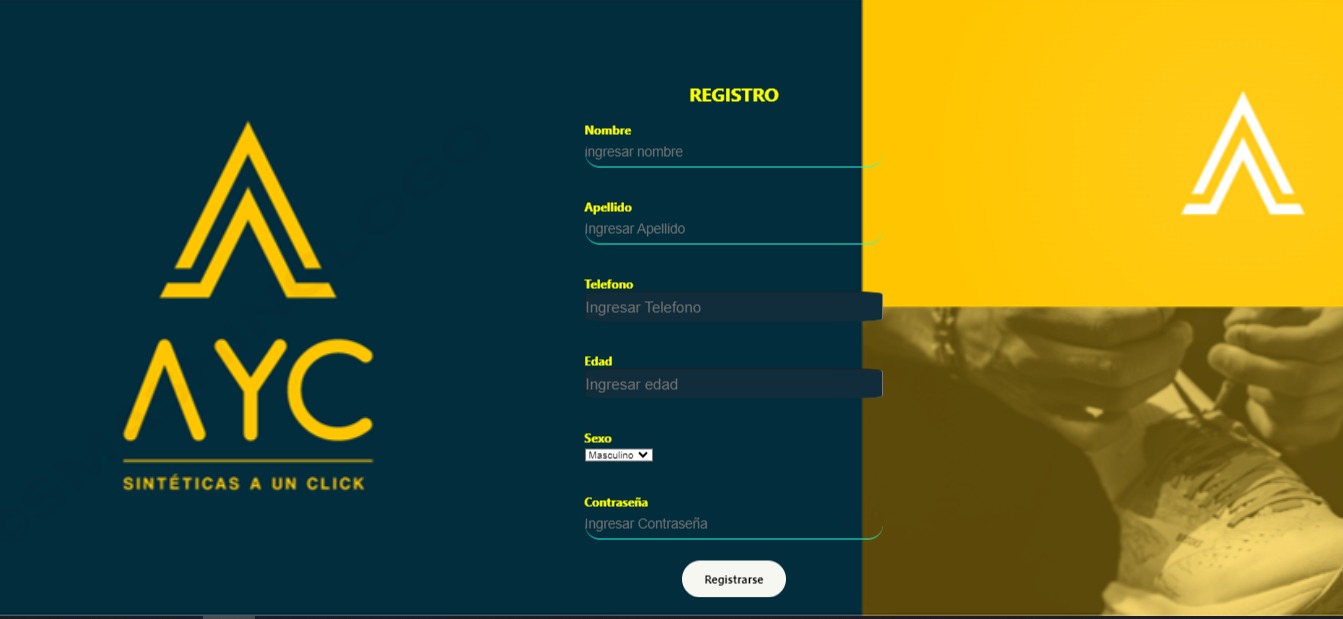 AYC
SINTÉTICAS A UN CLICK
REGISTRO
Nombre
ingresar nombre
Apellido
Ingresar Apellido
Telefono
Ingresar Telefono
Edad
Ingresar edad
Sexo
Masculino
Contraseña
Ingresar Contraseña
Registrarse